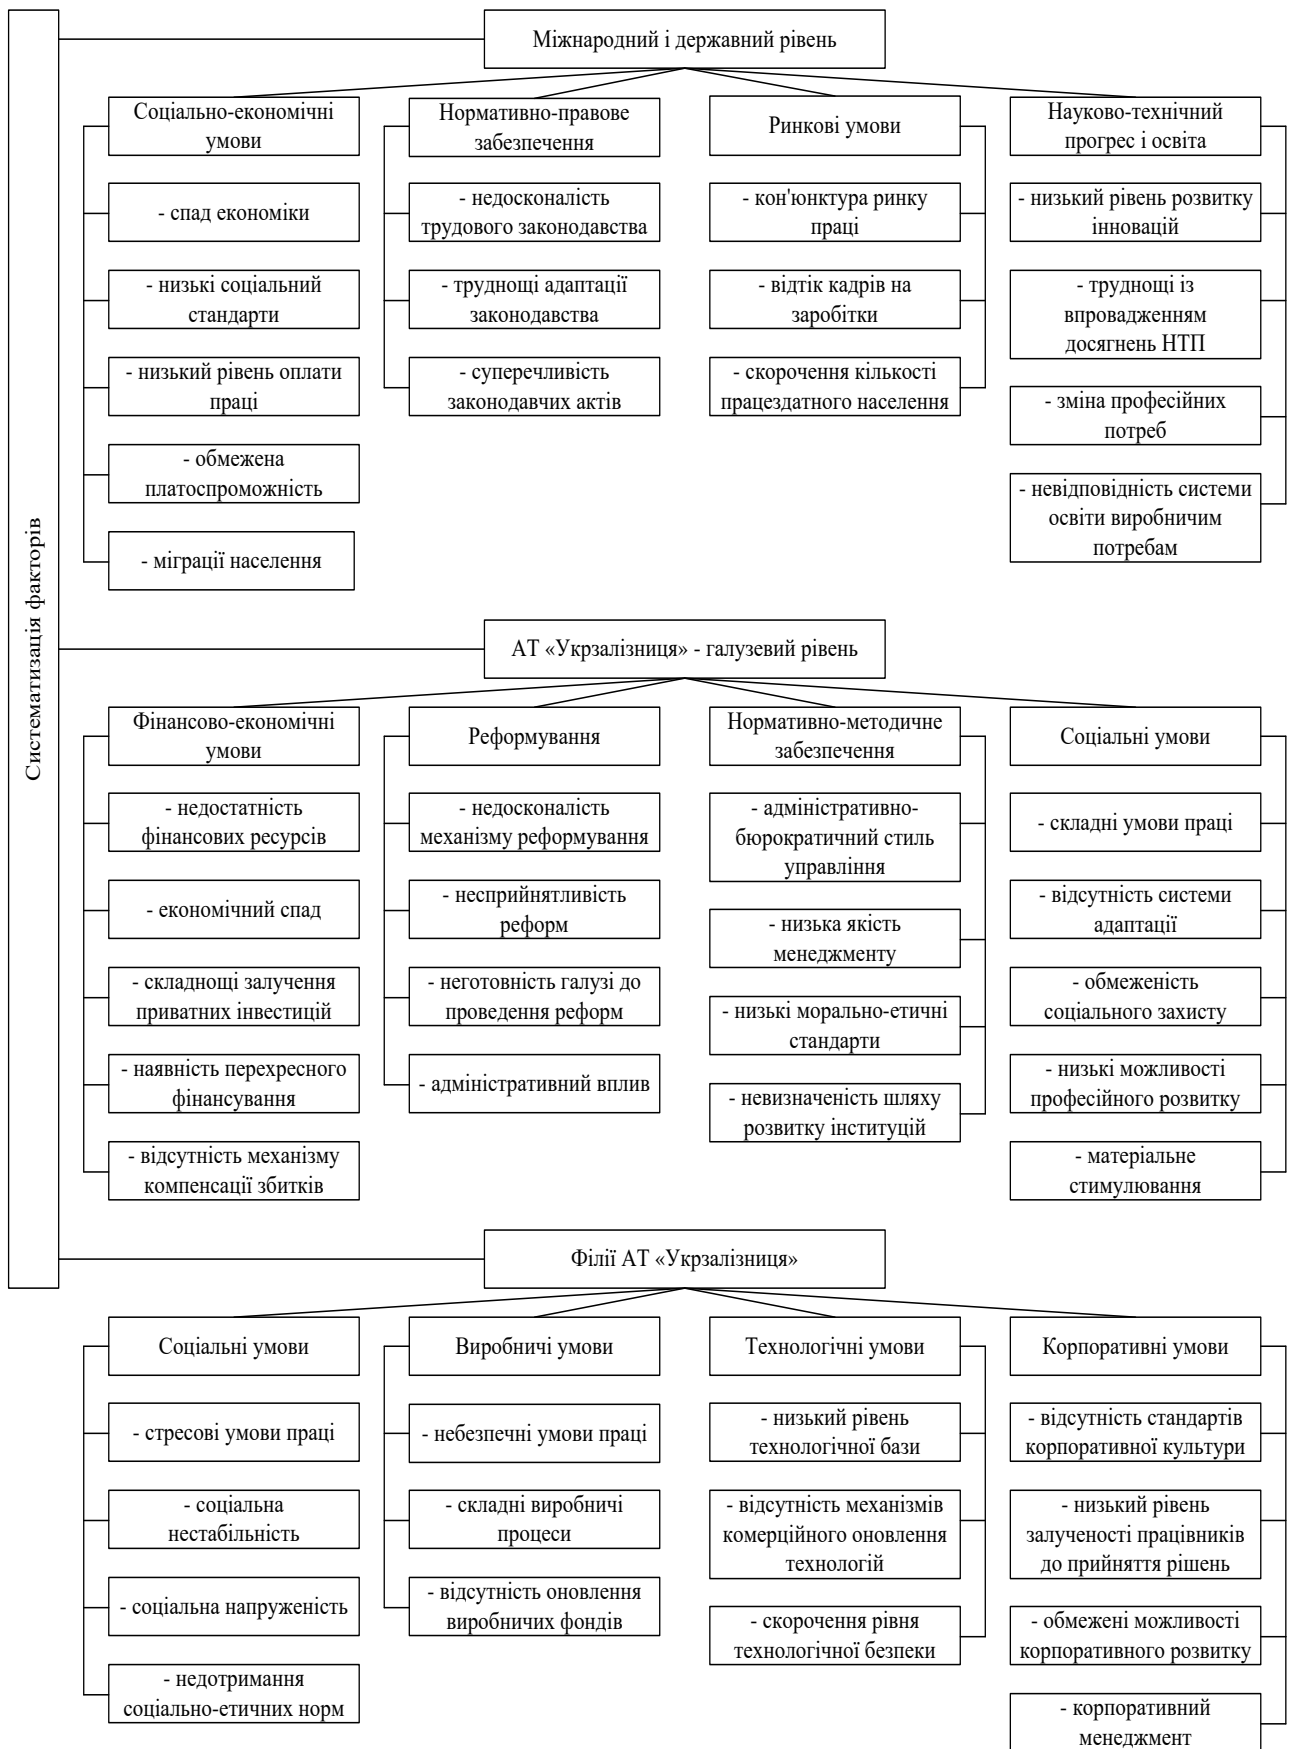 Систематизація факторів
Міжнародний і державний рівень
Соціально-економічні
умови
- спад економіки
- низькі соціальний
стандарти
- низький рівень оплати
праці
- обмежена
платоспроможність
- міграції населення
Нормативно-правове
забезпечення
- недосконалість
трудового законодавства
- труднощі адаптації
законодавства
- суперечливість
законодавчих актів
Ринкові умови
- кон'юнктура ринку
праці
- відтік кадрів на
заробітки
- скорочення кількості
працездатного населення
Науково-технічний
прогрес і освіта
- низький рівень розвитку
інновацій
- труднощі із
впровадженням
досягнень НТП
- зміна професійних
потреб
- невідповідність системи
освіти виробничим
потребам
АТ «Укрзалізниця» - галузевий рівень
Фінансово-економічні
умови
- недостатність
фінансових ресурсів
- економічний спад
- складнощі залучення
приватних інвестицій
- наявність перехресного
фінансування
- відсутність механізму
компенсації збитків
Реформування
- недосконалість
механізму реформування
- несприйнятливість
реформ
- неготовність галузі до
проведення реформ
- адміністративний вплив
Нормативно-методичне
забезпечення
- адміністративно-
бюрократичний стиль
управління
- низька якість
менеджменту
- низькі морально-етичні
стандарти
- невизначеність шляху
розвитку інституцій
Соціальні умови
- складні умови праці
- відсутність системи
адаптації
- обмеженість
соціального захисту
- низькі можливості
професійного розвитку
- матеріальне
стимулювання
Філії АТ «Укрзалізниця»
Соціальні умови
- стресові умови праці
- соціальна
нестабільність
- соціальна напруженість
- недотримання
соціально-етичних норм
Виробничі умови
- небезпечні умови праці
- складні виробничі
процеси
- відсутність оновлення
виробничих фондів
Технологічні умови
- низький рівень
технологічної бази
- відсутність механізмів
комерційного оновлення
технологій
- скорочення рівня
технологічної безпеки
Корпоративні умови
- відсутність стандартів
корпоративної культури
- низький рівень
залученості працівників
до прийняття рішень
- обмежені можливості
корпоративного розвитку
- корпоративний
менеджмент